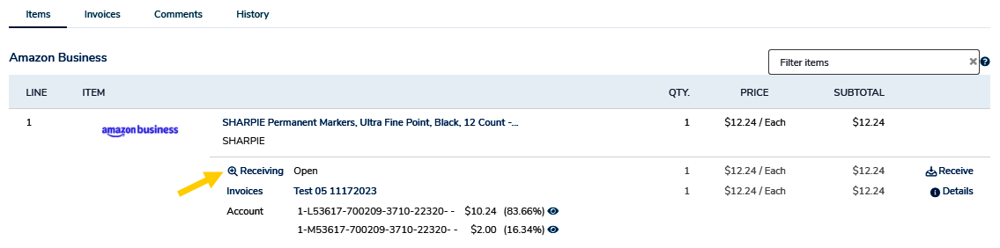 Items Invoices Comments History
Amazon Business
Filter items
LINE ITEM QTY. PRICE SUBTOTAL
1 amazon business SHARPIE Permanent Markers, Ultra Fine Point, Black, 12 Count -... 1 $12.24 / Each $12.24
SHARPIE
Receiving Open 1 $12.24 / Each $12.24 Receive
Invoices Test 05 11172023 1 $12.24 / Each $12.24 Details
Account 1-L53617-700209-3710-22320- - $10.24 (83.66%)
1-M53617-700209-3710-22320- - $2.00 (16.34%)